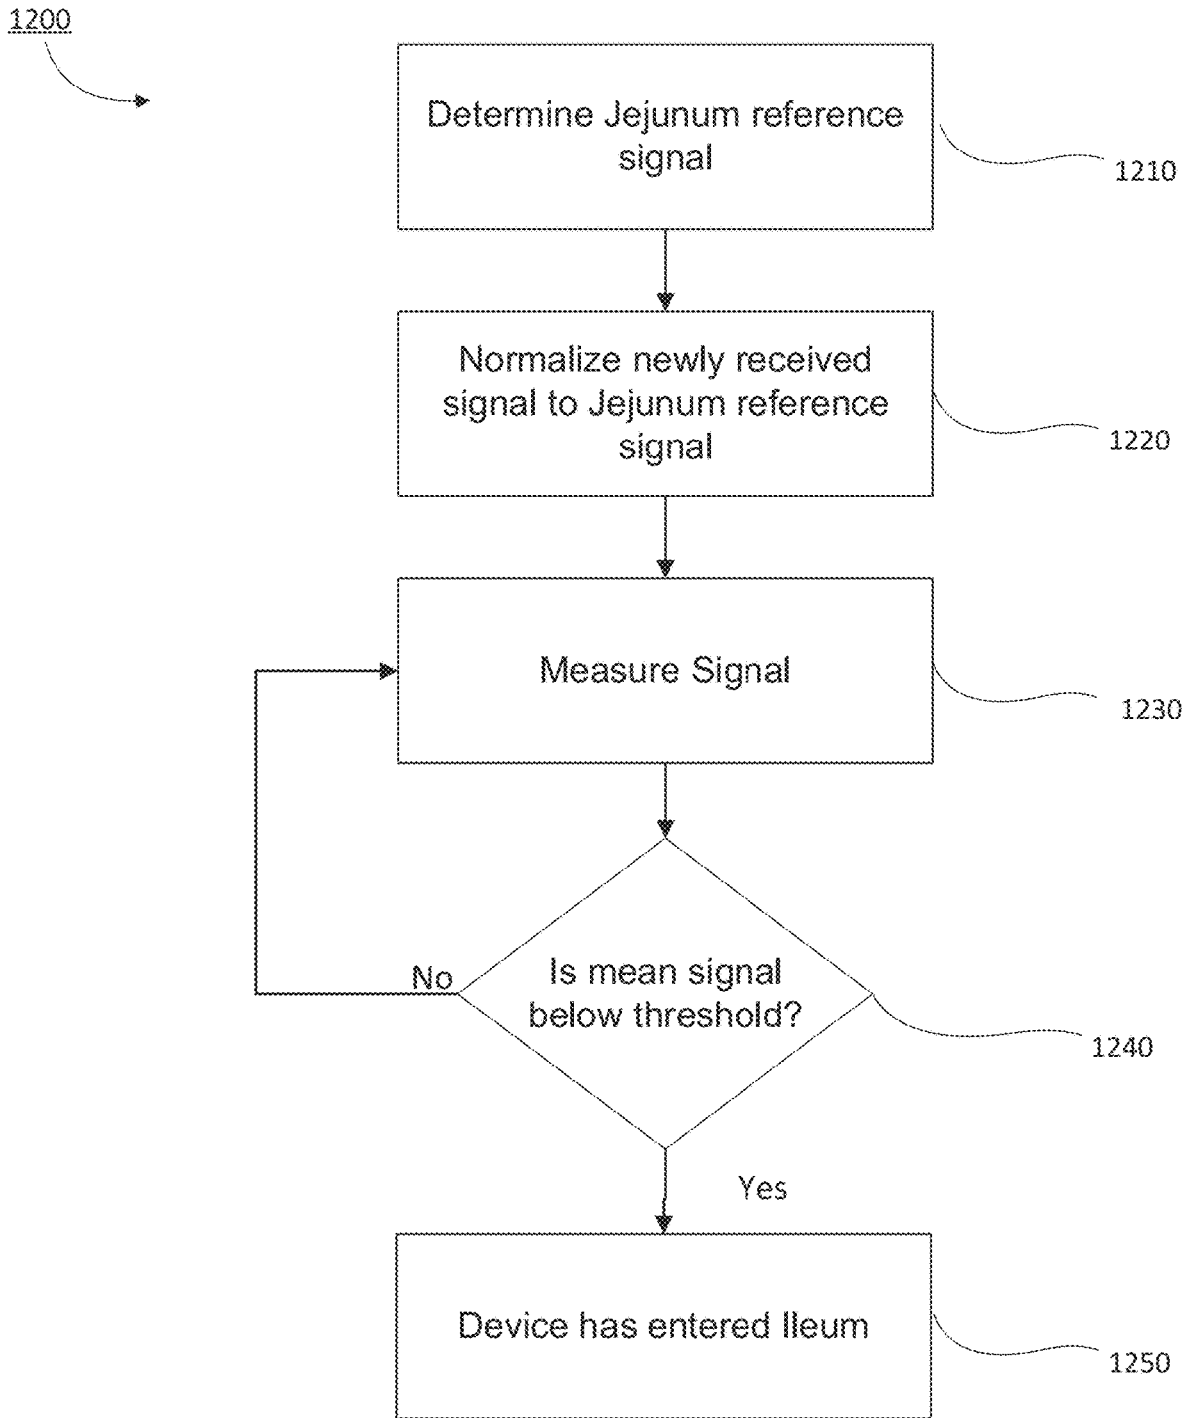 1200
Determine Jejunum reference
signal
1210
Normalize newly received
signal to Jejunum reference
signal
1220
Measure Signal
1230
No
Is mean signal
below threshold?
1240
Yes
Device has entered Ileum
1250